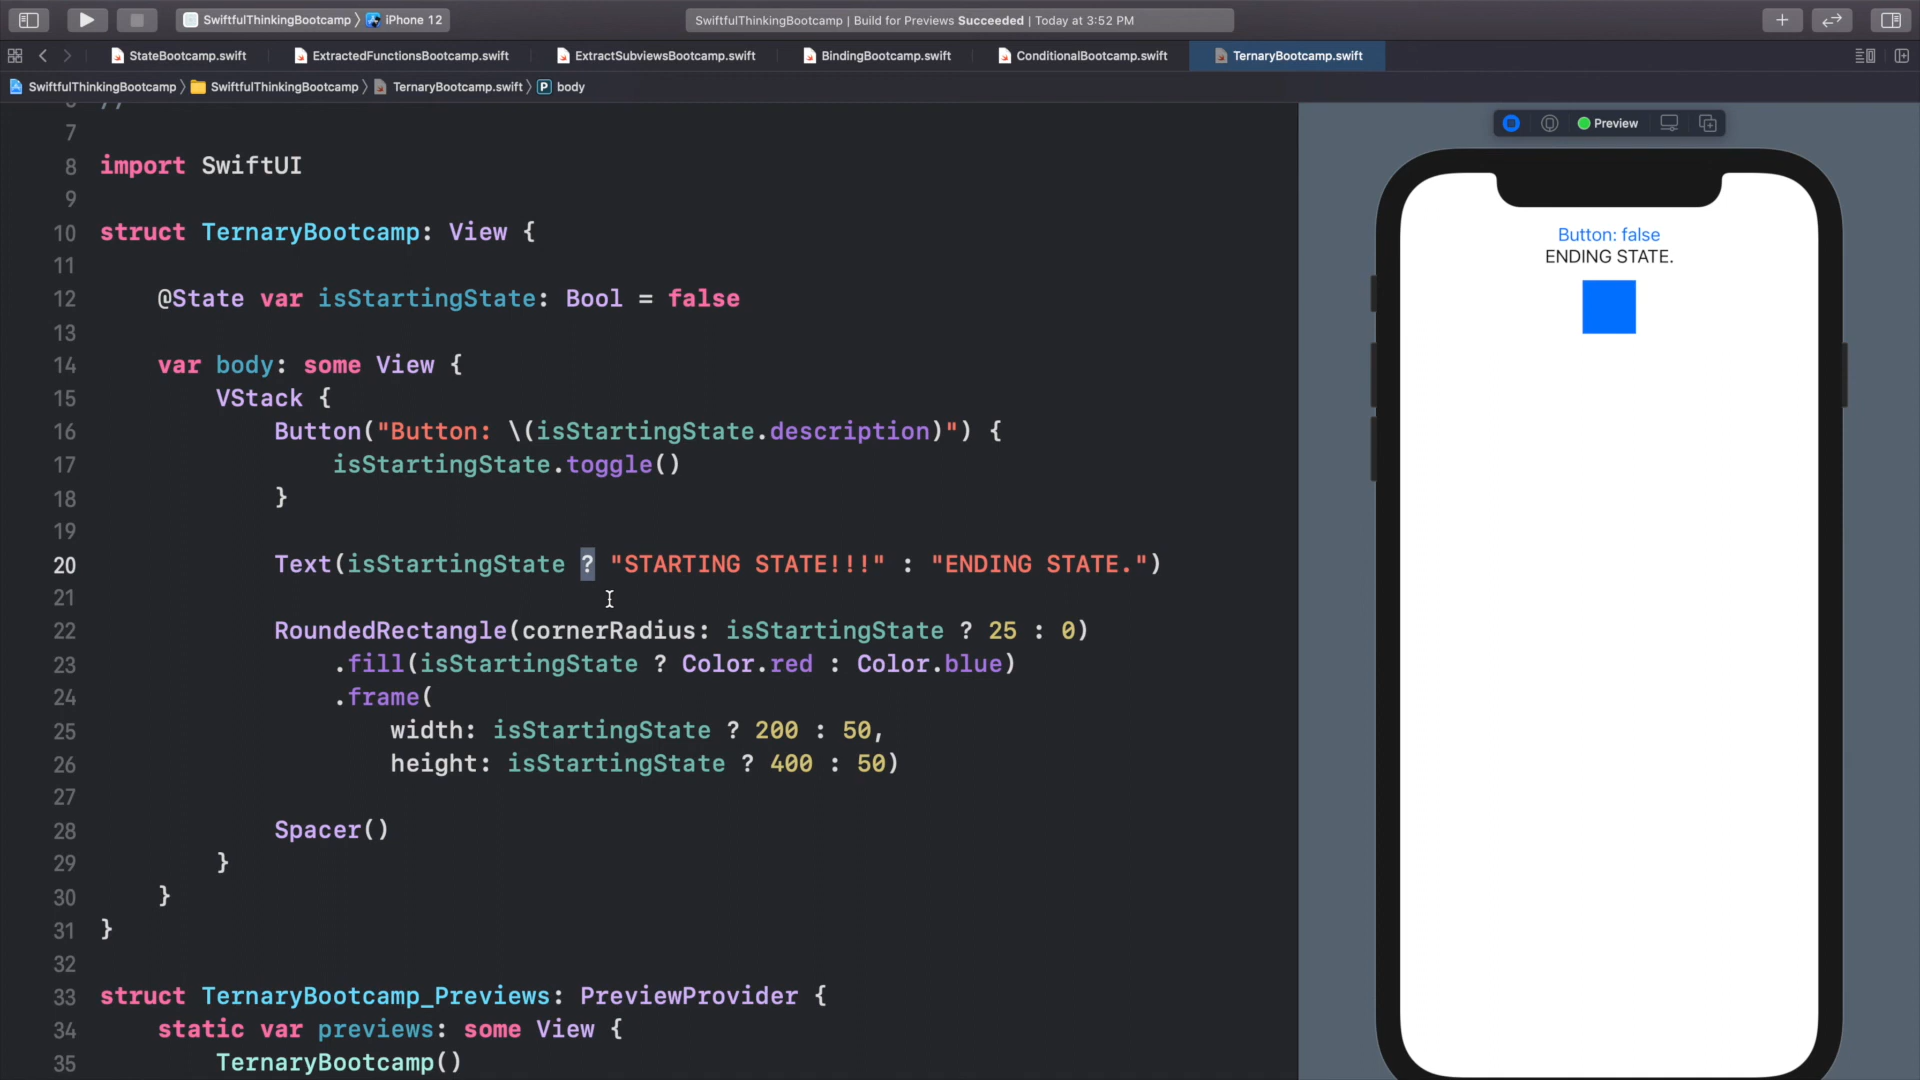 SwiftfulThinkingBootcamp 〉 iPhone 12
SwiftfulThinkingBootcamp | Build for Previews Succeeded | Today at 3:52 PM
StateBootcamp.swift
ExtractedFunctionsBootcamp.swift
ExtractSubviewsBootcamp.swift
BindingBootcamp.swift
ConditionalBootcamp.swift
TernaryBootcamp.swift
SwiftfulThinkingBootcamp 〉 SwiftfulThinkingBootcamp 〉 TernaryBootcamp.swift 〉 P body
7
8 import SwiftUI
9
10 struct TernaryBootcamp: View {
11
12 @State var isStartingState: Bool = false
13
14 var body: some View {
15 VStack {
16 Button("Button: \(isStartingState.description)") {
17 isStartingState.toggle()
18 }
19
20 Text(isStartingState ? "STARTING STATE!!!" : "ENDING STATE.")
21
22 RoundedRectangle(cornerRadius: isStartingState ? 25 : 0)
23 .fill(isStartingState ? Color.red : Color.blue)
24 .frame(
25 width: isStartingState ? 200 : 50,
26 height: isStartingState ? 400 : 50)
27
28 Spacer()
29 }
30 }
31 }
32
33 struct TernaryBootcamp_Previews: PreviewProvider {
34 static var previews: some View {
35 TernaryBootcamp()
Preview
Button: false
ENDING STATE.